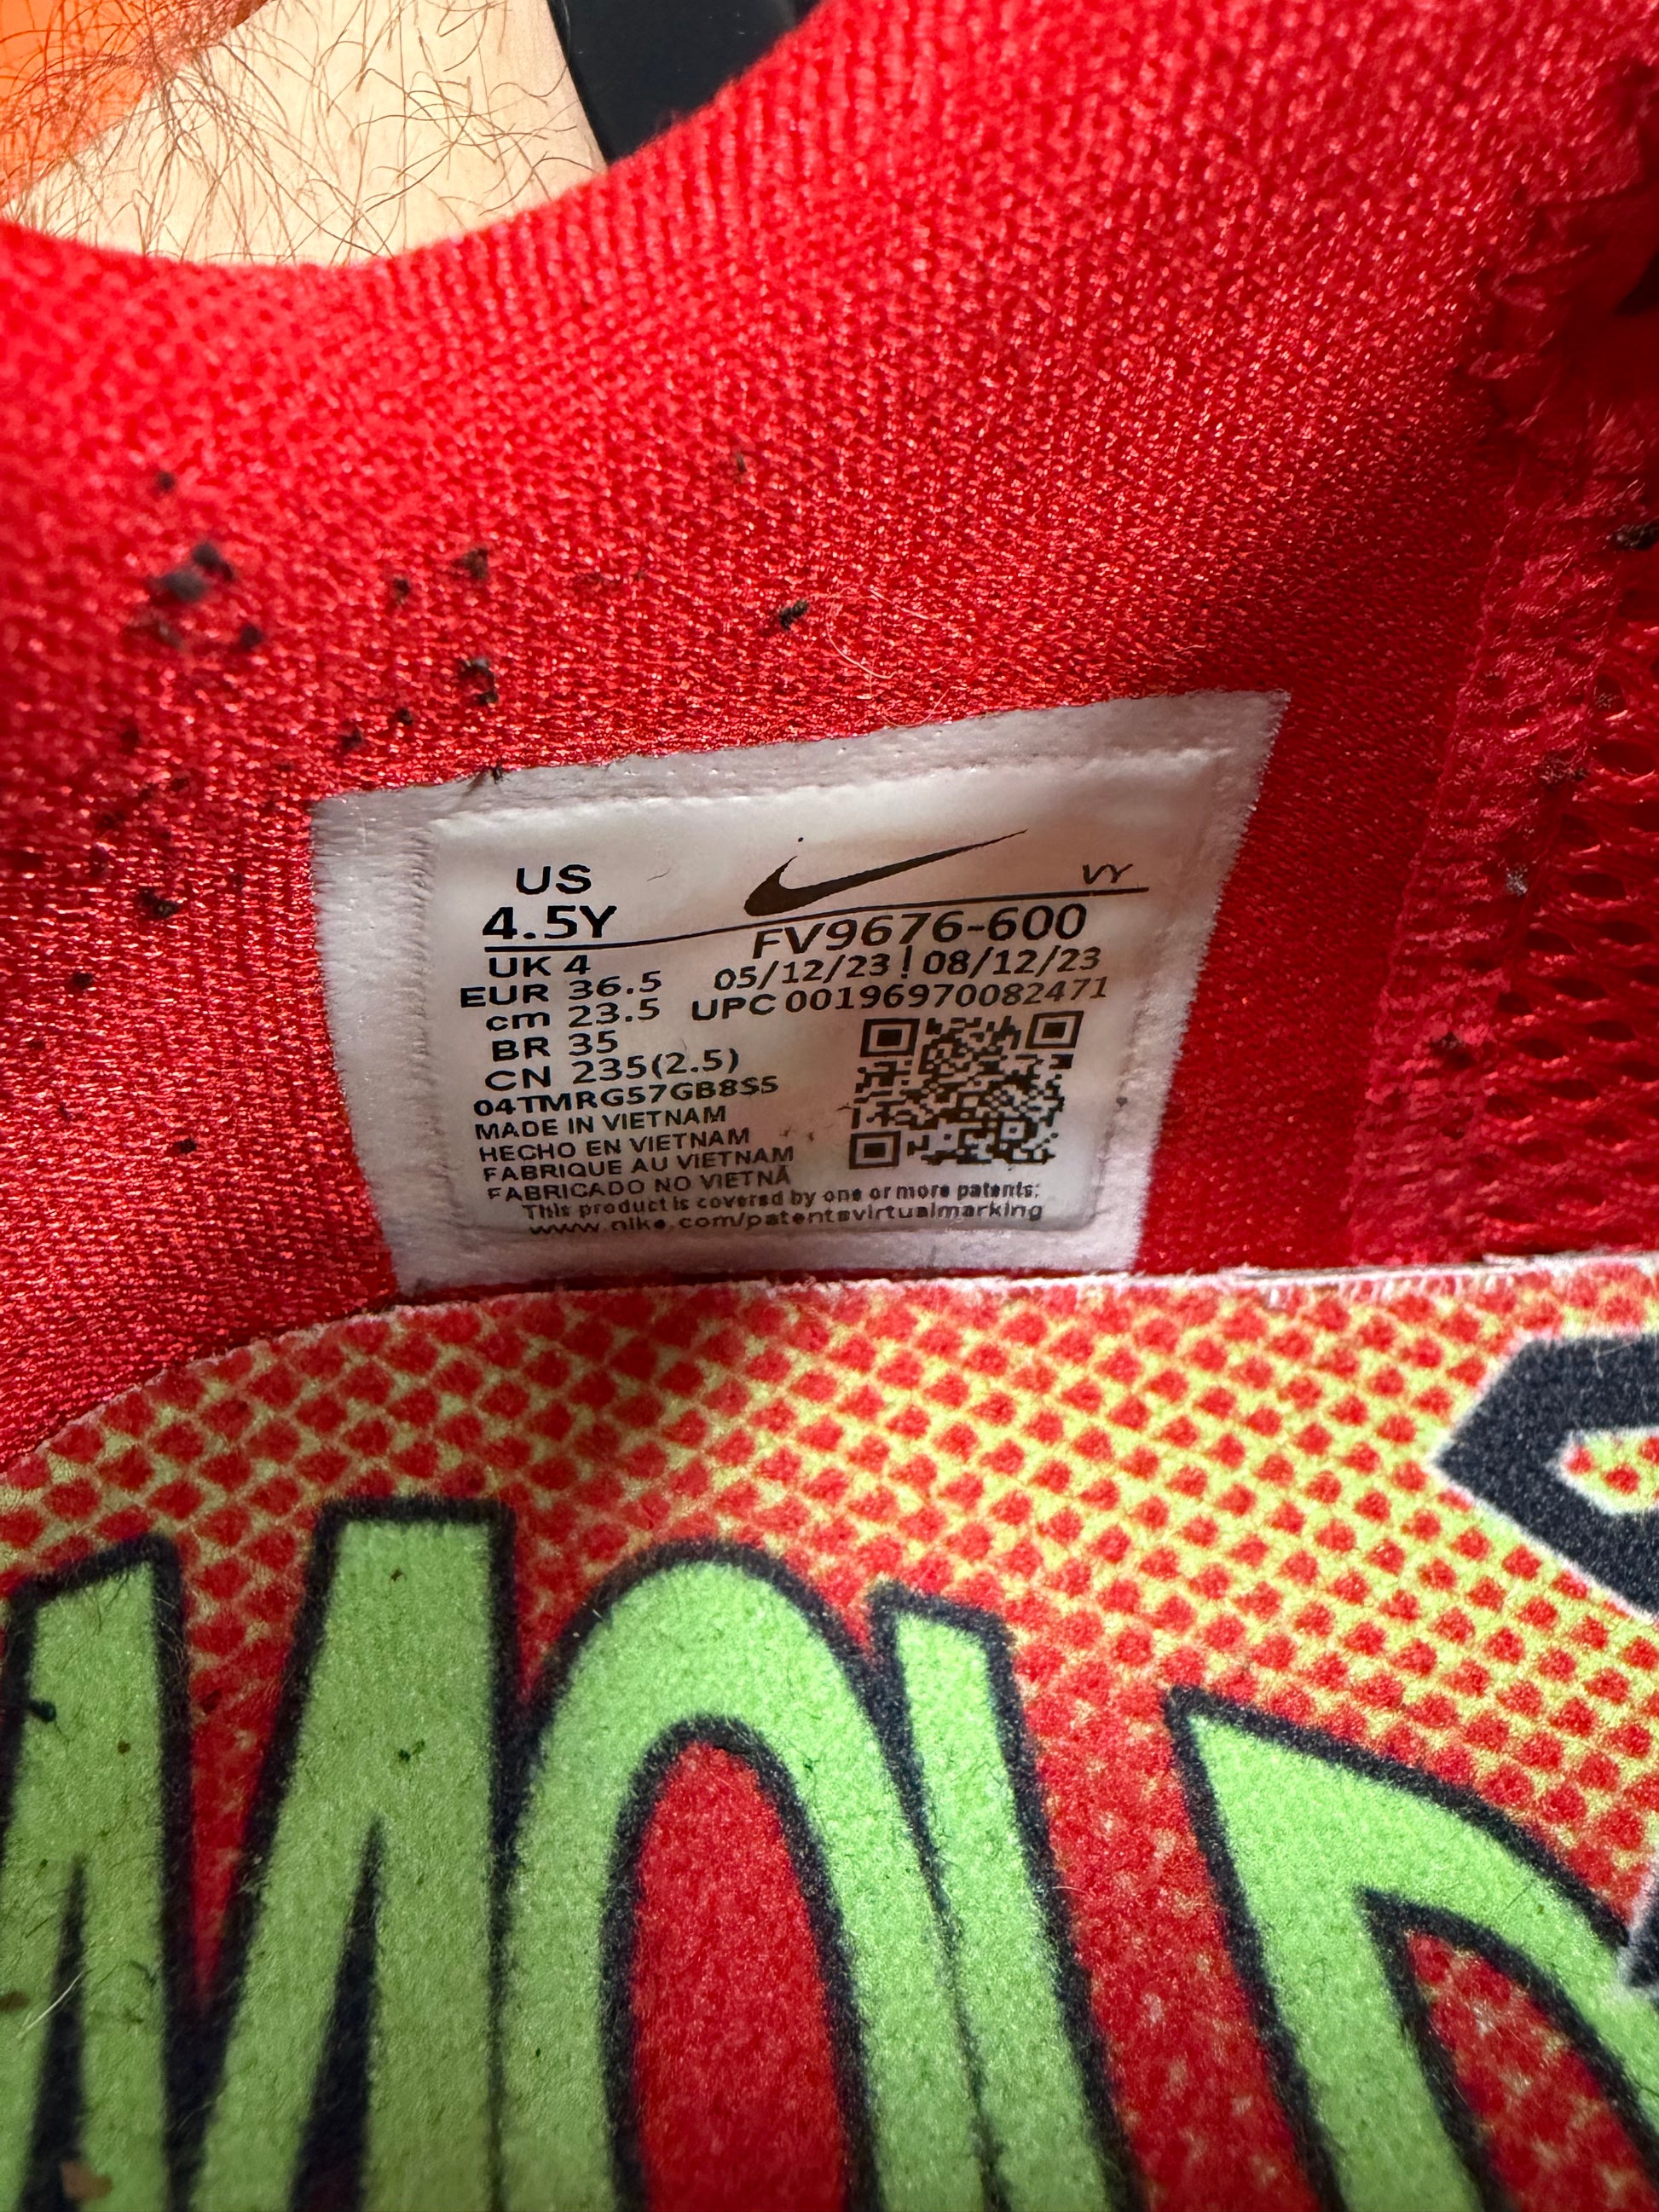 US
4.5Y
VY
FV9676-600
UK 4
05/12/23 | 08/12/23
EUR 36.5
UPC 00196970082471
cm 23.5
BR 35
CN 235(2.5)
04TMRG57GB8S5
MADE IN VIETNAM
HECHO EN VIETNAM
FABRIQUE AU VIETNAM
FABRICADO NO VIETNÃ
This product is covered by one or more patents:
www.nike.com/patentsvirtualmarking